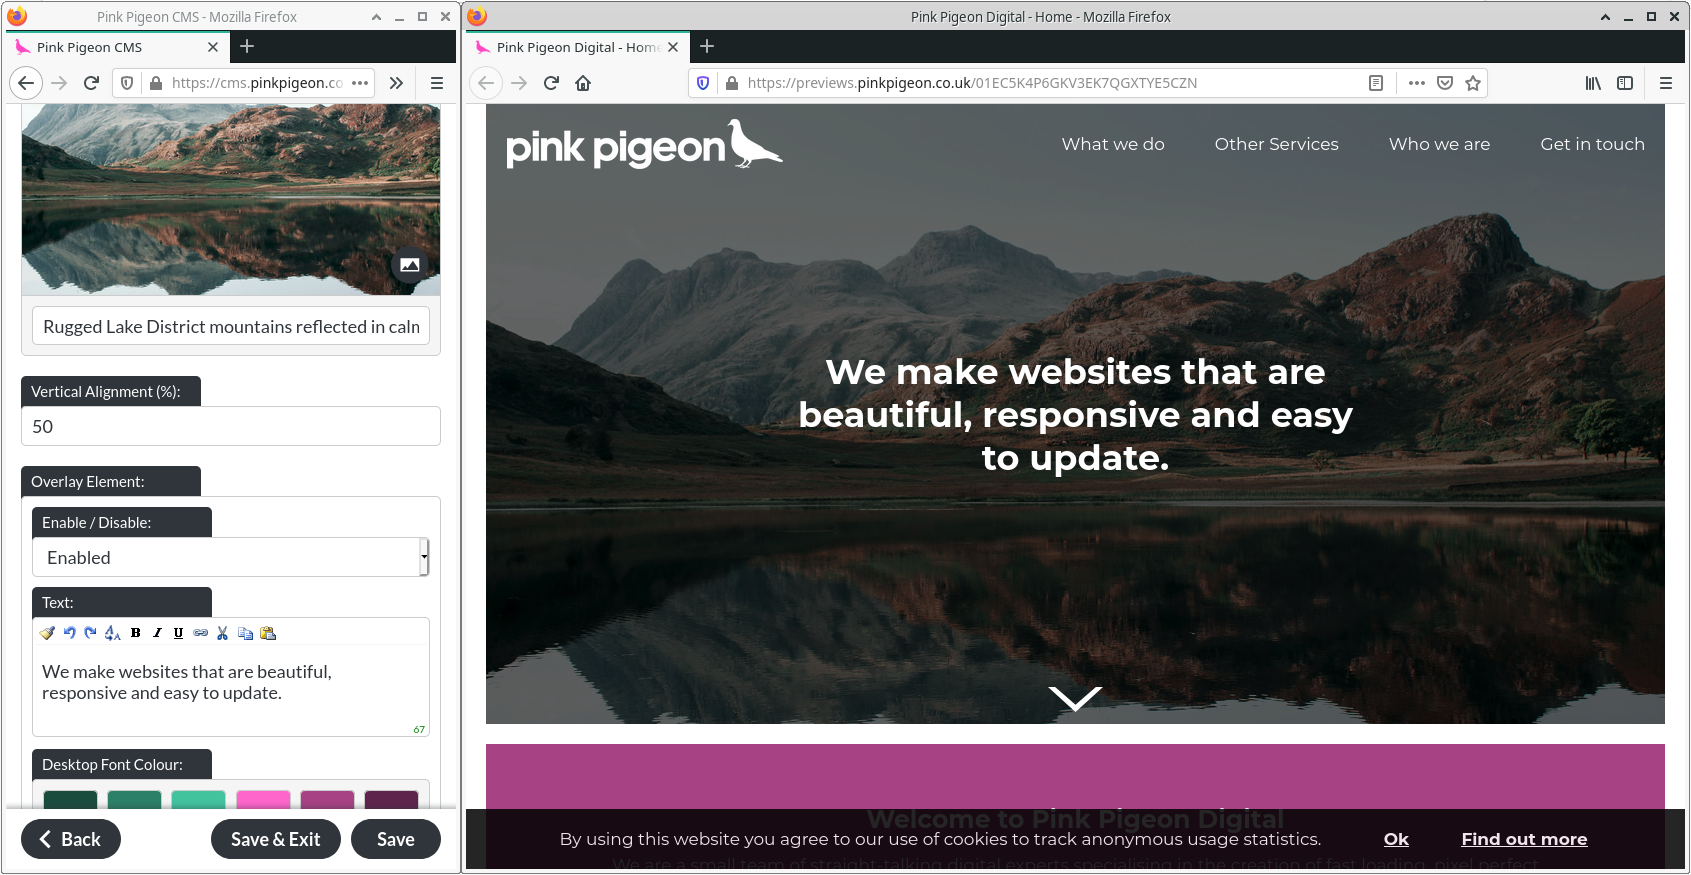 Pink Pigeon CMS - Mozilla Firefox
Pink Pigeon CMS
https://cms.pinkpigeon.co
Rugged Lake District mountains reflected in caln
Vertical Alignment (%):
50
Overlay Element:
Enable / Disable:
Enabled
Text:
B I U
We make websites that are beautiful,
responsive and easy to update.
67
Desktop Font Colour:
Back
Save & Exit
Save
Pink Pigeon Digital - Home - Mozilla Firefox
Pink Pigeon Digital - Home
https://previews.pinkpigeon.co.uk/01EC5K4P6GKV3EK7QGXTYE5CZN
pink pigeon
What we do
Other Services
Who we are
Get in touch
We make websites that are
beautiful, responsive and easy
to update.
Welcome to Pink Pigeon Digital
By using this website you agree to our use of cookies to track anonymous usage statistics.
Ok
Find out more
We are a small team of straight-talking digital experts specialising in the creation of fast loading, pixel perfect